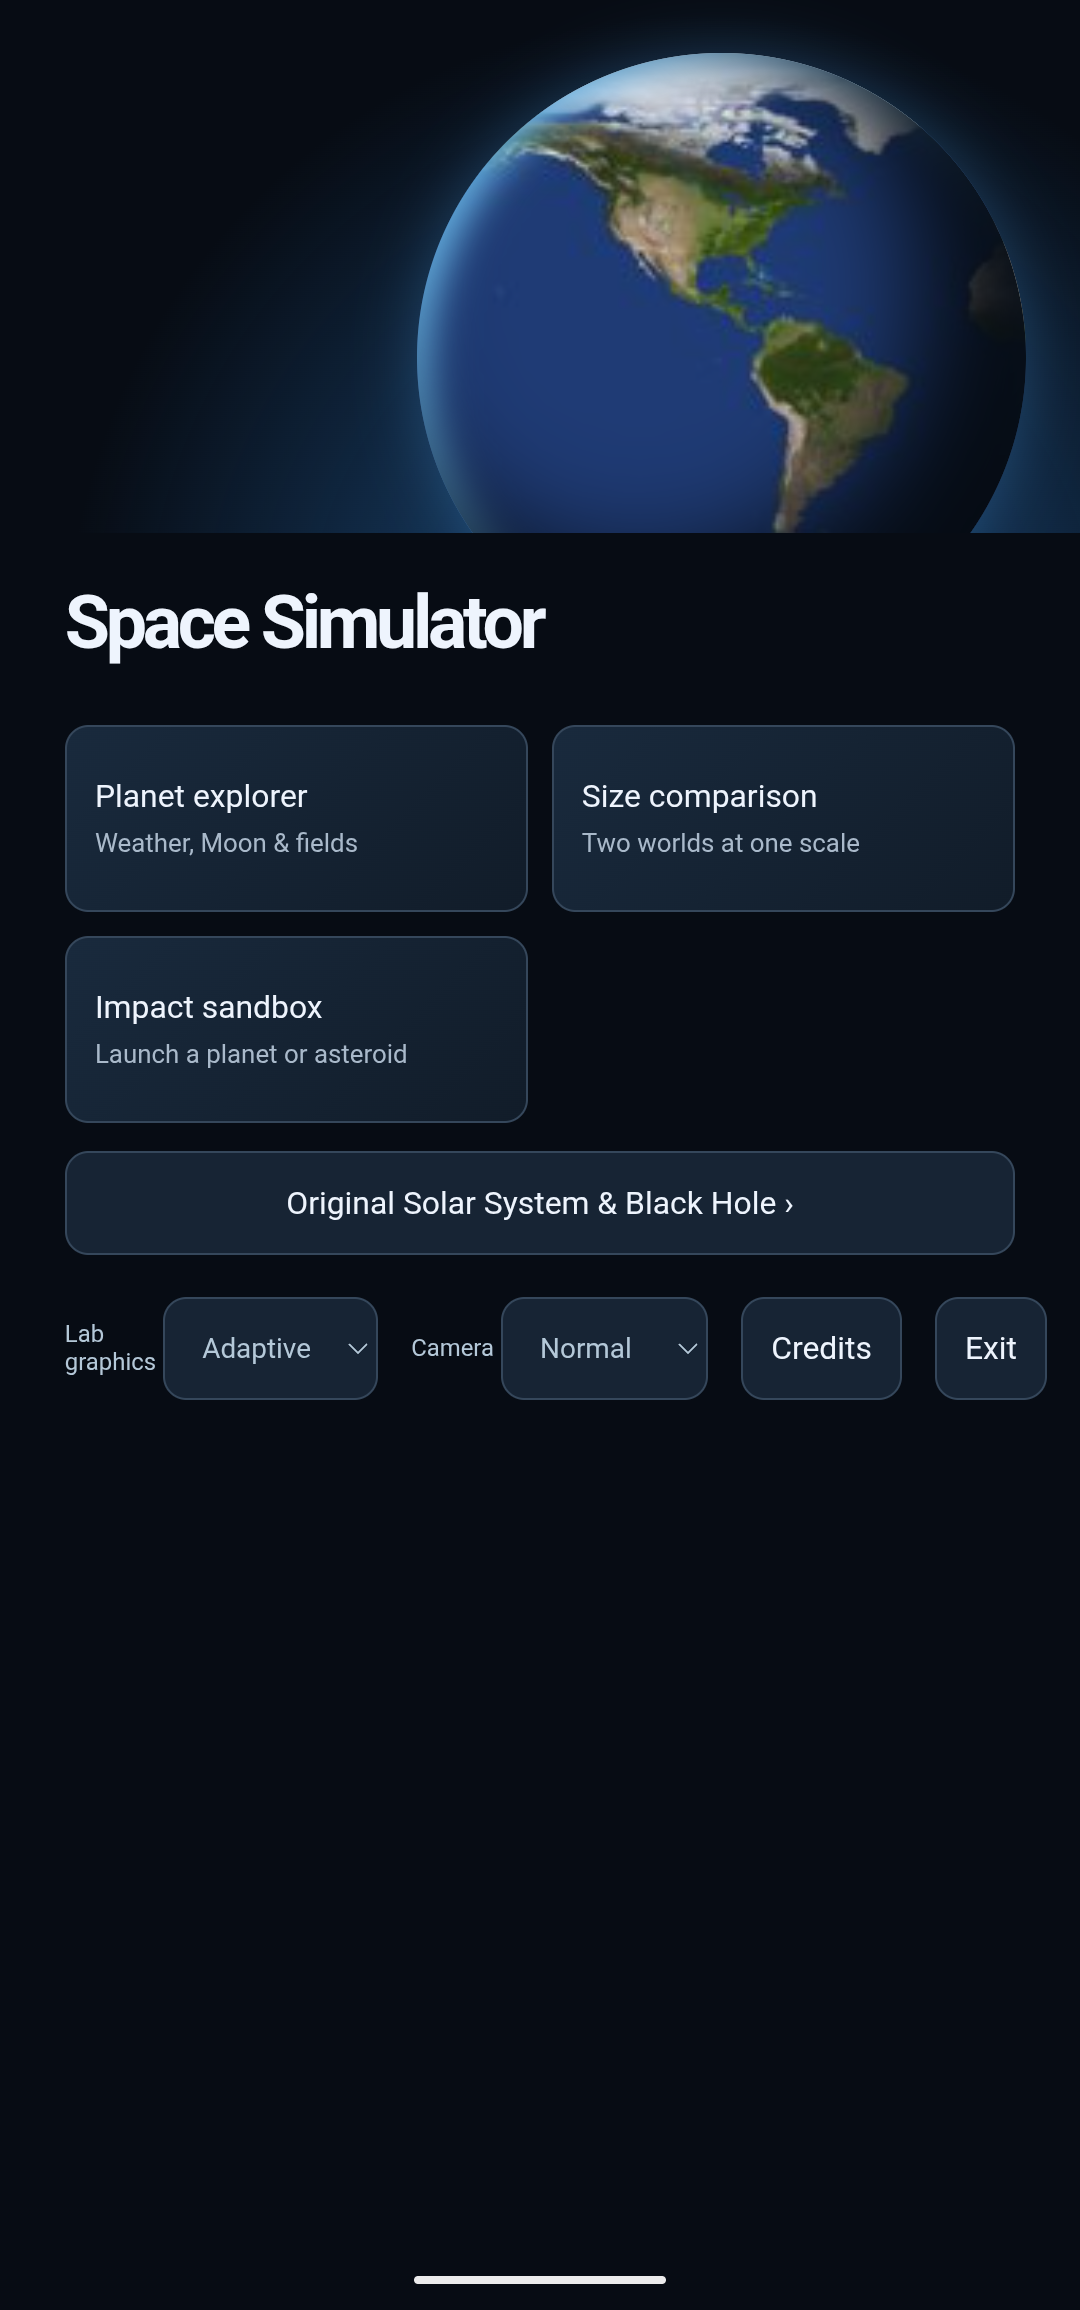 Space Simulator
Planet explorer
Weather, Moon & fields
Size comparison
Two worlds at one scale
Impact sandbox
Launch a planet or asteroid
Original Solar System & Black Hole ›
Lab
graphics
Adaptive
Camera
Normal
Credits
Exit